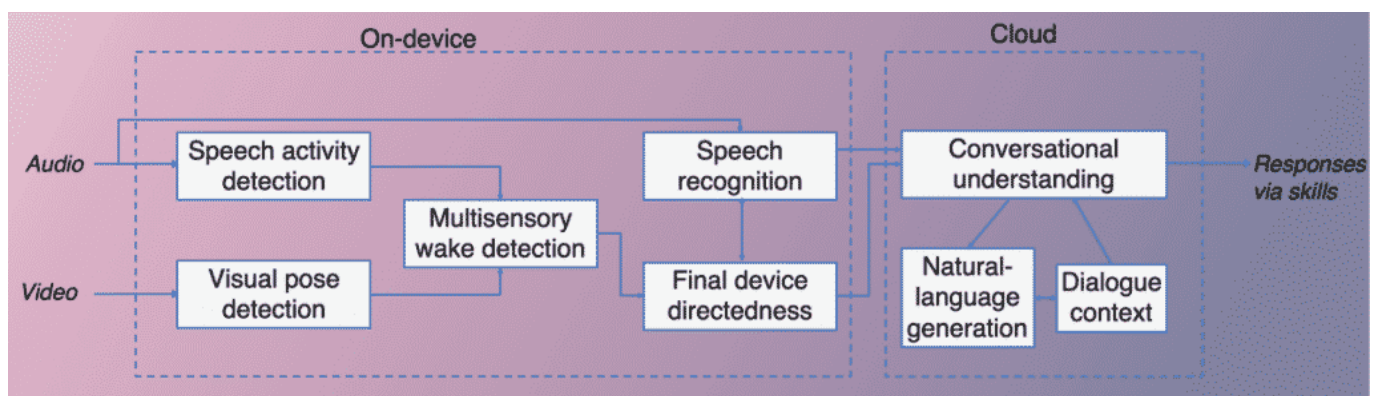 On-device
Cloud
Audio
Speech activity
detection
Speech
recognition
Conversational
understanding
Responses
via skills
Multisensory
wake detection
Video
Visual pose
detection
Final device
directedness
Natural-
language
generation
Dialogue
context